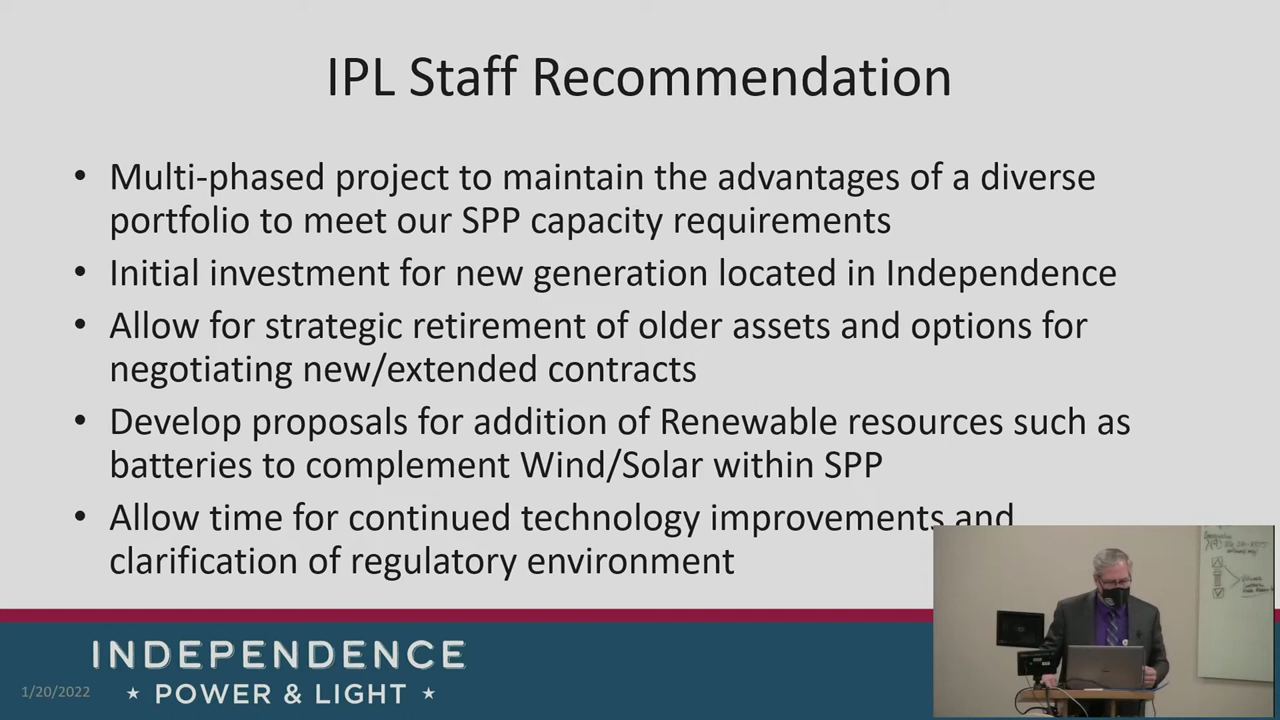 IPL Staff Recommendation
• Multi-phased project to maintain the advantages of a diverse
portfolio to meet our SPP capacity requirements
• Initial investment for new generation located in Independence
• Allow for strategic retirement of older assets and options for
negotiating new/extended contracts
• Develop proposals for addition of Renewable resources such as
batteries to complement Wind/Solar within SPP
• Allow time for continued technology improvements and
clarification of regulatory environment
INDEPENDENCE
1/20/2022 ★ POWER & LIGHT ★